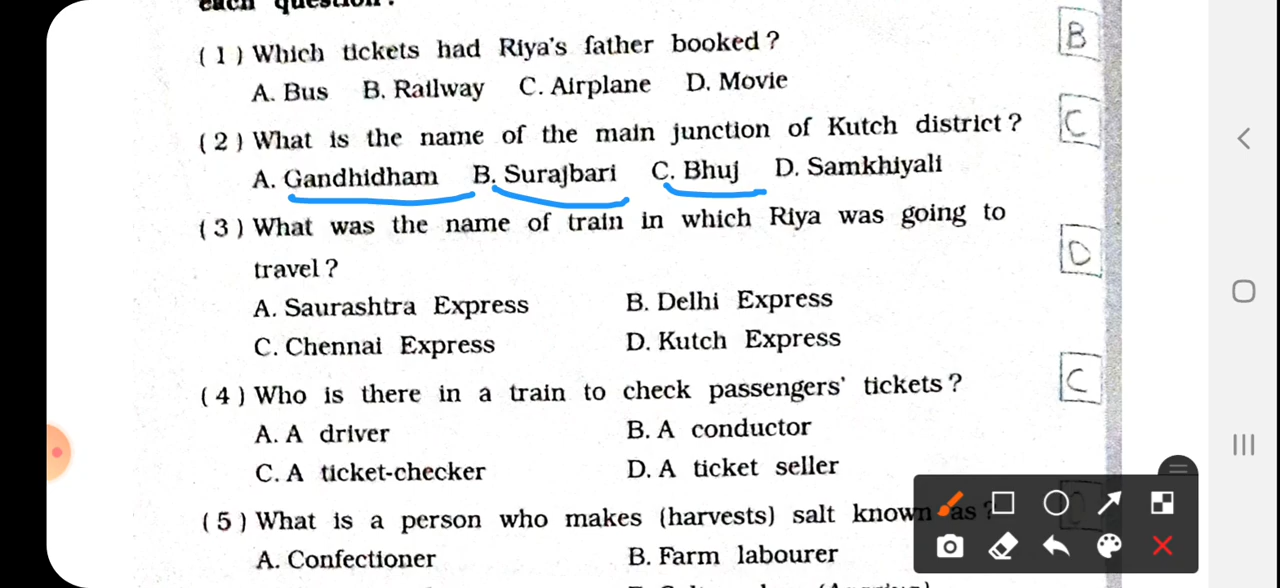 each question :
( 1 ) Which tickets had Riya's father booked ? B
A. Bus B. Railway C. Airplane D. Movie
( 2 ) What is the name of the main junction of Kutch district ? C
A. Gandhidham B. Surajbari C. Bhuj D. Samkhiyali
( 3 ) What was the name of train in which Riya was going to
travel ? D
A. Saurashtra Express B. Delhi Express
C. Chennai Express D. Kutch Express
( 4 ) Who is there in a train to check passengers' tickets ? C
A. A driver B. A conductor
C. A ticket-checker D. A ticket seller
( 5 ) What is a person who makes (harvests) salt known as ?
A. Confectioner B. Farm labourer